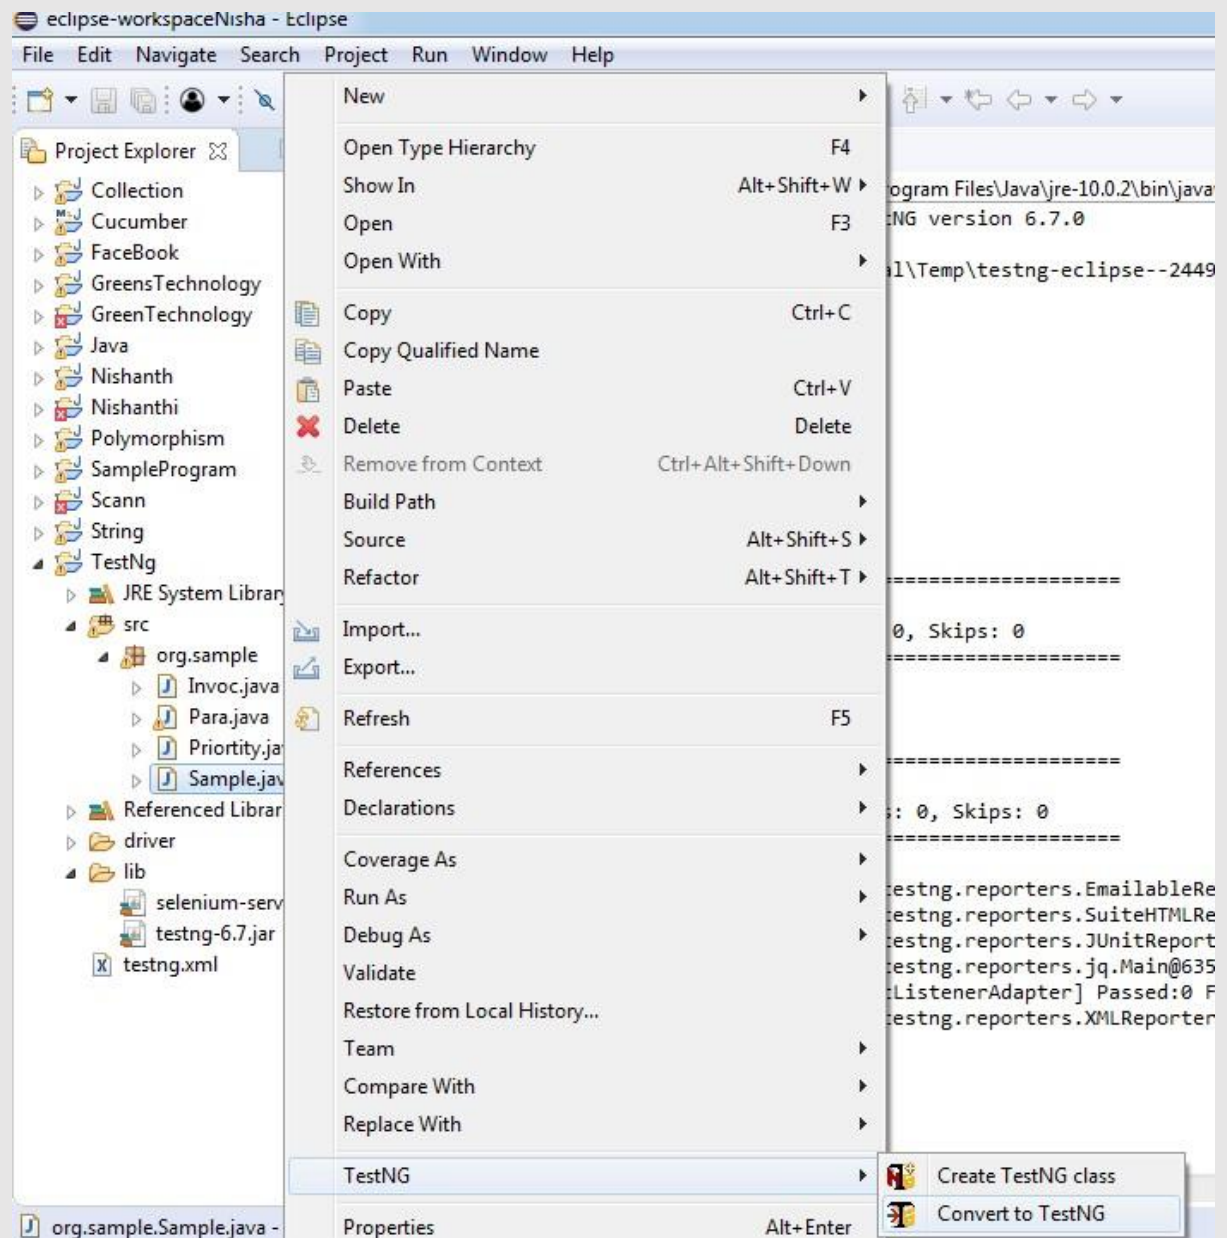 eclipse-workspaceNisha - Eclipse
File Edit Navigate Search Project Run Window Help
Project Explorer
Collection
Cucumber
FaceBook
GreensTechnology
GreenTechnology
Java
Nishanth
Nishanthi
Polymorphism
SampleProgram
Scann
String
TestNg
JRE System Library
src
org.sample
Invoc.java
Para.java
Priortity.ja
Sample.jav
Referenced Librar
driver
lib
selenium-serv
testng-6.7.jar
testng.xml
org.sample.Sample.java -
New
Open Type Hierarchy F4
Show In Alt+Shift+W
Open F3
Open With
Copy Ctrl+C
Copy Qualified Name
Paste Ctrl+V
Delete Delete
Remove from Context Ctrl+Alt+Shift+Down
Build Path
Source Alt+Shift+S
Refactor Alt+Shift+T
Import...
Export...
Refresh F5
References
Declarations
Coverage As
Run As
Debug As
Validate
Restore from Local History...
Team
Compare With
Replace With
TestNG
Properties Alt+Enter
Create TestNG class
Convert to TestNG
ogram Files\Java\jre-10.0.2\bin\java
NG version 6.7.0
al\Temp\testng-eclipse--2449
===================
0, Skips: 0
===================
===================
: 0, Skips: 0
===================
testng.reporters.EmailableRe
testng.reporters.SuiteHTMLRe
testng.reporters.JUnitReport
testng.reporters.jq.Main@635
tListenerAdapter] Passed:0 F
testng.reporters.XMLReporter